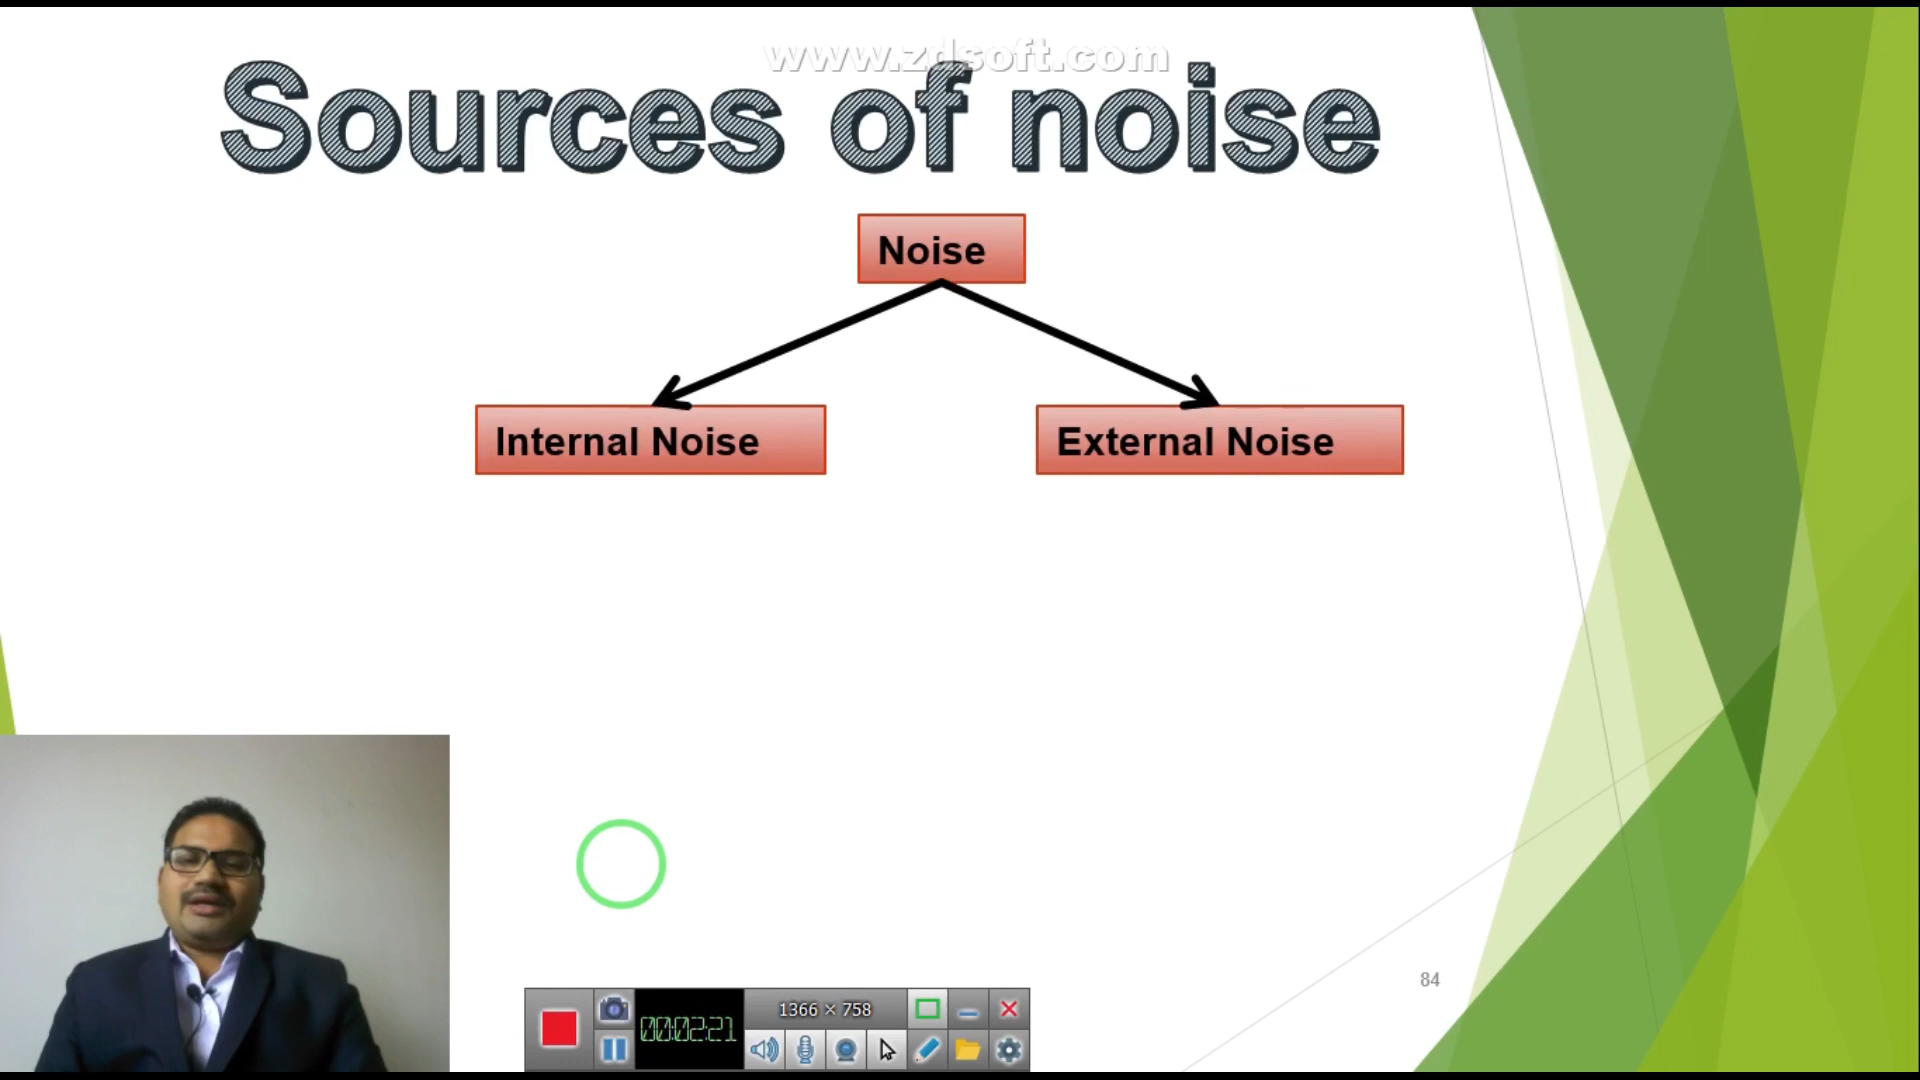 www.zdsoft.com
Sources of noise
Noise
Internal Noise
External Noise
84
1366 × 758
00:02:21